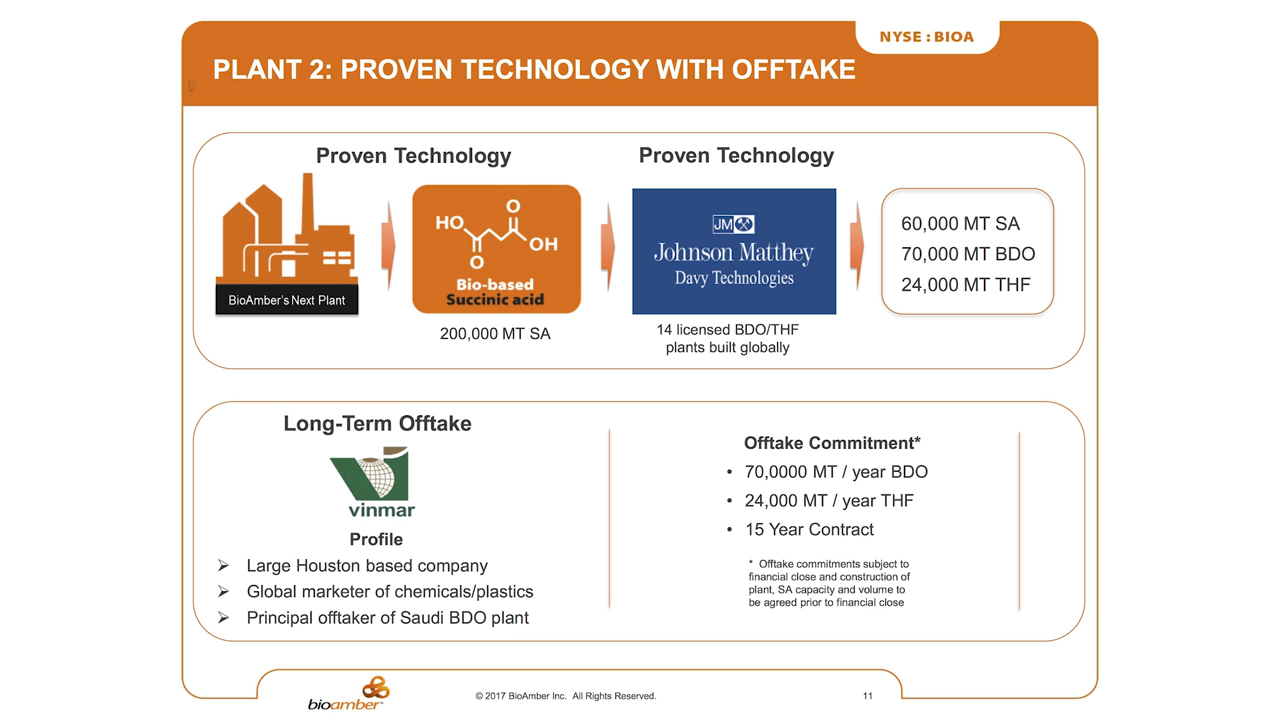 NYSE : BIOA
PLANT 2: PROVEN TECHNOLOGY WITH OFFTAKE
Proven Technology
Proven Technology
BioAmber's Next Plant
HO
O
O
OH
Bio-based
Succinic acid
200,000 MT SA
JM
Johnson Matthey
Davy Technologies
14 licensed BDO/THF
plants built globally
60,000 MT SA
70,000 MT BDO
24,000 MT THF
Long-Term Offtake
vinmar
Profile
➢ Large Houston based company
➢ Global marketer of chemicals/plastics
➢ Principal offtaker of Saudi BDO plant
Offtake Commitment*
• 70,0000 MT / year BDO
• 24,000 MT / year THF
• 15 Year Contract
* Offtake commitments subject to
financial close and construction of
plant, SA capacity and volume to
be agreed prior to financial close
bioamber™
© 2017 BioAmber Inc. All Rights Reserved.
11